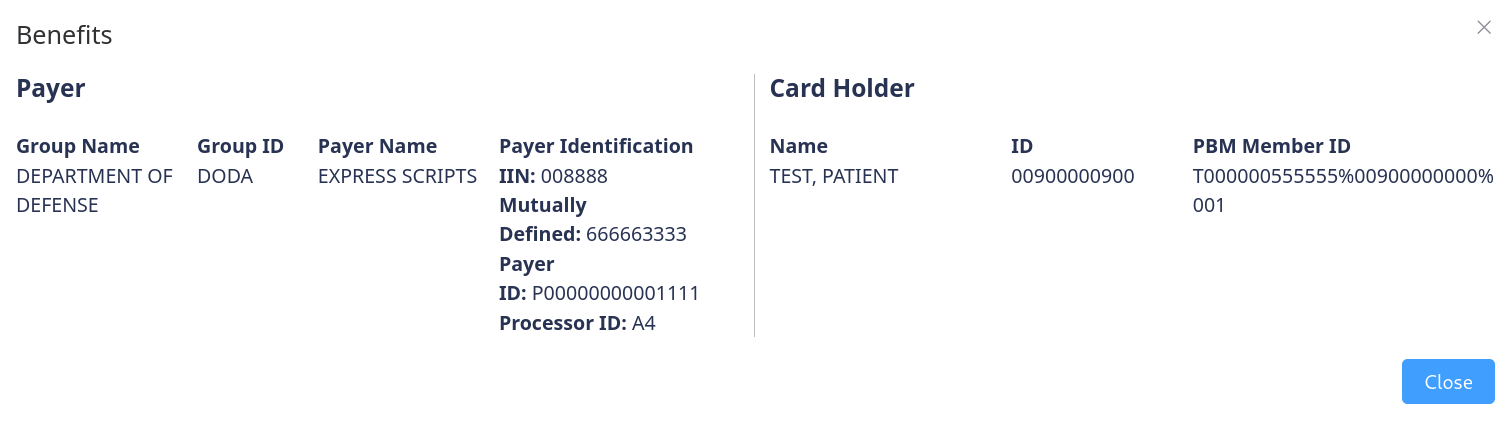 Benefits
Payer
Group Name
DEPARTMENT OF
DEFENSE
Group ID
DODA
Payer Name
EXPRESS SCRIPTS
Payer Identification
IIN: 008888
Mutually
Defined: 666663333
Payer
ID: P00000000001111
Processor ID: A4
Card Holder
Name
TEST, PATIENT
ID
00900000900
PBM Member ID
T000000555555%00900000000%
001
Close